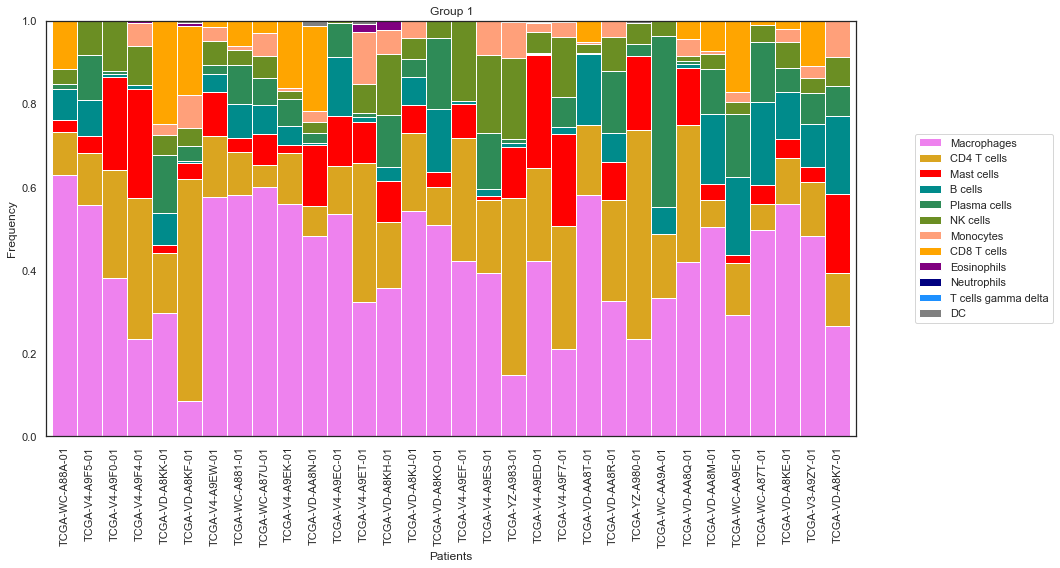 Group 1
1.0
0.8
0.6
0.4
0.2
0.0
Frequency
Macrophages
CD4 T cells
Mast cells
B cells
Plasma cells
NK cells
Monocytes
CD8 T cells
Eosinophils
Neutrophils
T cells gamma delta
DC
TCGA-WC-A88A-01
TCGA-V4-A9F5-01
TCGA-V4-A9F0-01
TCGA-V4-A9F4-01
TCGA-VD-A8KK-01
TCGA-VD-A8KF-01
TCGA-V4-A9EW-01
TCGA-WC-A881-01
TCGA-WC-A87U-01
TCGA-V4-A9EK-01
TCGA-VD-AA8N-01
TCGA-V4-A9EC-01
TCGA-V4-A9ET-01
TCGA-VD-A8KH-01
TCGA-VD-A8KJ-01
TCGA-VD-A8KO-01
TCGA-V4-A9EF-01
TCGA-V4-A9ES-01
TCGA-YZ-A983-01
TCGA-V4-A9ED-01
TCGA-V4-A9F7-01
TCGA-VD-AA8T-01
TCGA-VD-AA8R-01
TCGA-YZ-A980-01
TCGA-WC-AA9A-01
TCGA-VD-AA8Q-01
TCGA-VD-AA8M-01
TCGA-WC-AA9E-01
TCGA-WC-A87T-01
TCGA-VD-A8KE-01
TCGA-V3-A9ZY-01
TCGA-VD-A8K7-01
Patients